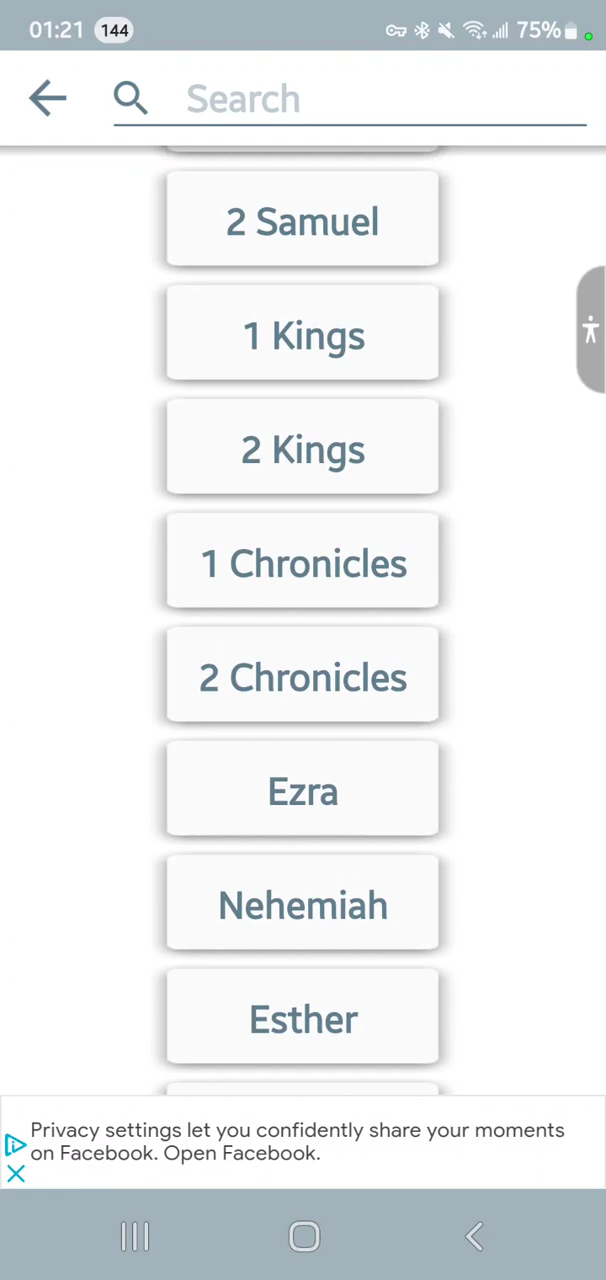 01:21 144 75%
Search
2 Samuel
1 Kings
2 Kings
1 Chronicles
2 Chronicles
Ezra
Nehemiah
Esther
Privacy settings let you confidently share your moments
on Facebook. Open Facebook.